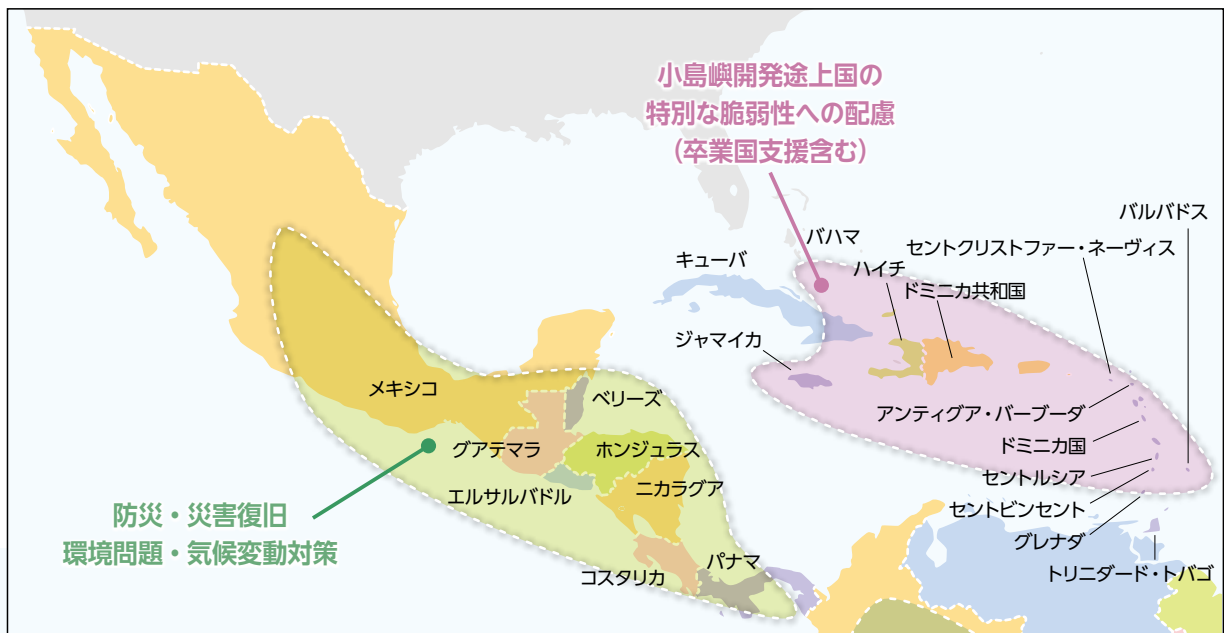 小島嶼開発途上国の
特別な脆弱性への配慮
(卒業国支援含む)
バルバドス
バハマ
セントクリストファー・ネーヴィス
キューバ
ハイチ
ドミニカ共和国
ジャマイカ
メキシコ
ベリーズ
アンティグア・バーブーダ
グアテマラ
ホンジュラス
ドミニカ国
セントルシア
エルサルバドル
ニカラグア
セントビンセント
防災・災害復旧
グレナダ
環境問題・気候変動対策
パナマ
コスタリカ
トリニダード・トバゴ